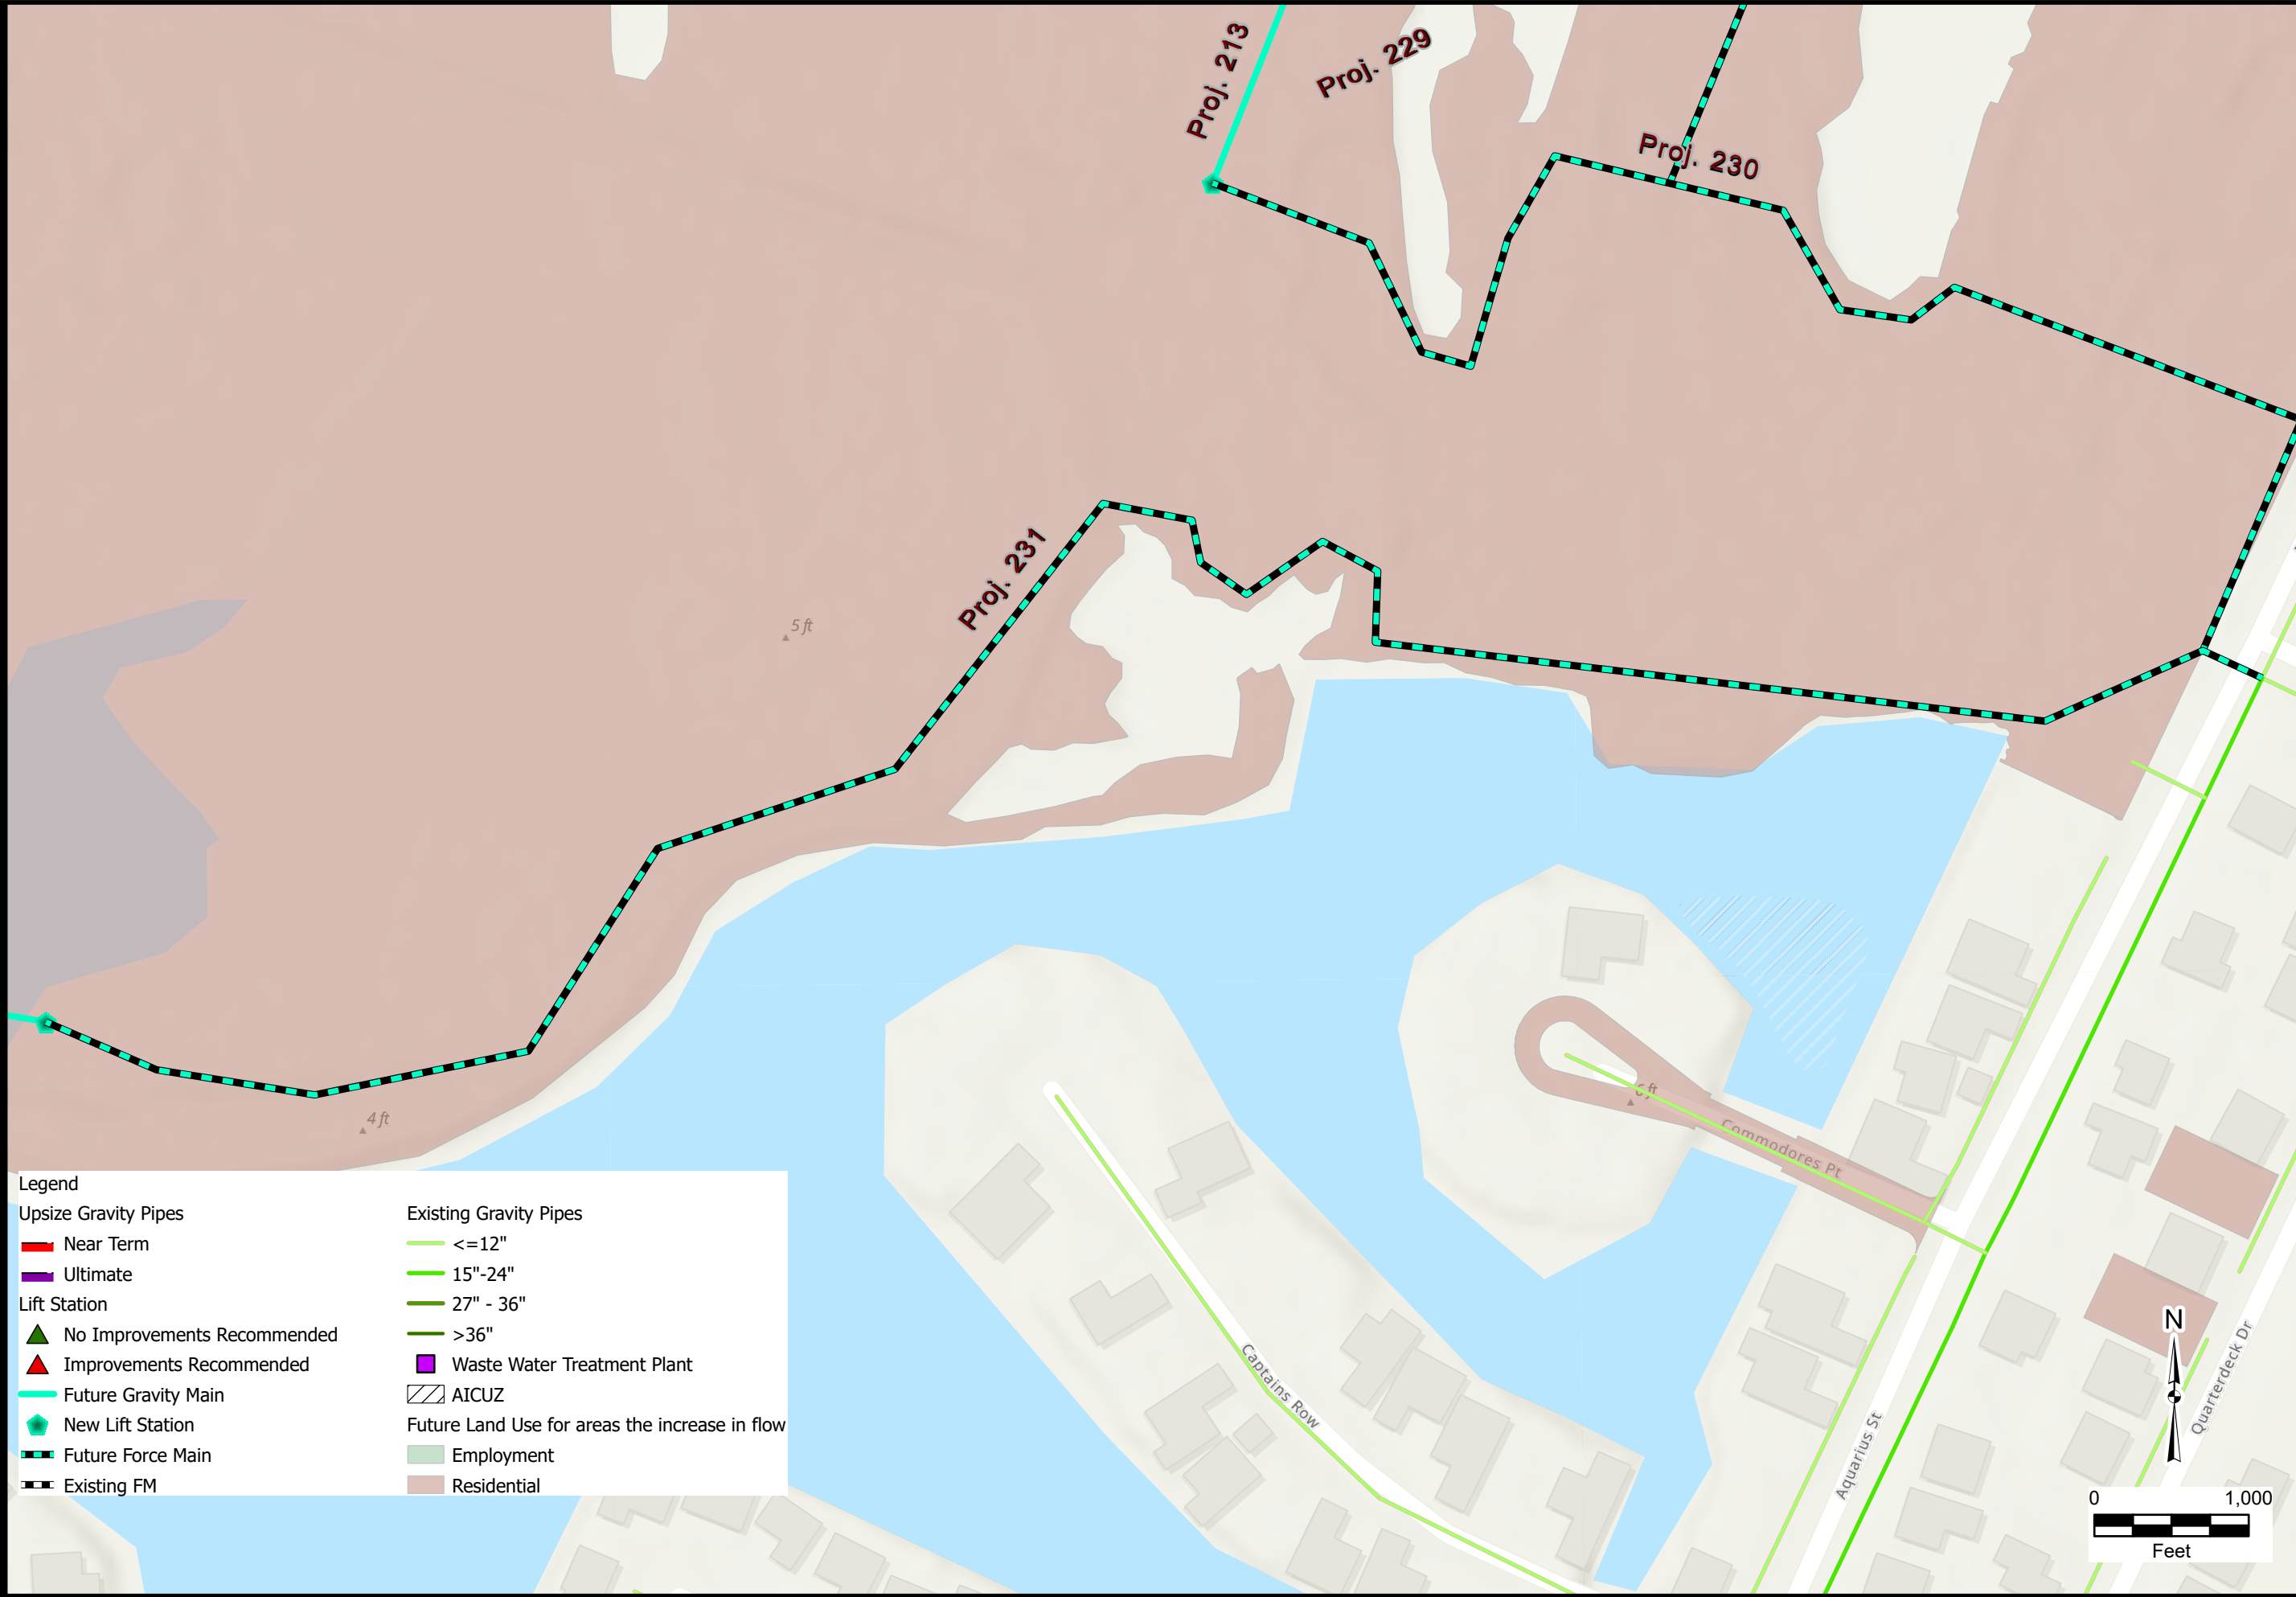 Proj. 213
Proj. 229
Proj. 230
Proj. 231
5 ft
4 ft
6 ft
Commodores Pt
Captains Row
Aquarius St
Quarterdeck Dr
Legend
Upsize Gravity Pipes
Near Term
Ultimate
Lift Station
No Improvements Recommended
Improvements Recommended
Future Gravity Main
New Lift Station
Future Force Main
Existing FM
Existing Gravity Pipes
<=12"
15"-24"
27" - 36"
>36"
Waste Water Treatment Plant
AICUZ
Future Land Use for areas the increase in flow
Employment
Residential
N
0 1,000
Feet